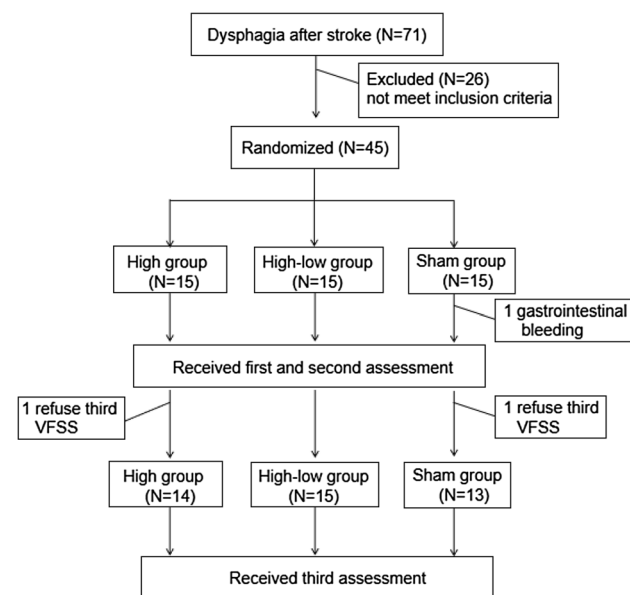 Dysphagia after stroke (N=71)
Excluded (N=26)
not meet inclusion criteria
Randomized (N=45)
High group
(N=15)
High-low group
(N=15)
Sham group
(N=15)
1 gastrointestinal
bleeding
Received first and second assessment
1 refuse third
VFSS
1 refuse third
VFSS
High group
(N=14)
High-low group
(N=15)
Sham group
(N=13)
Received third assessment